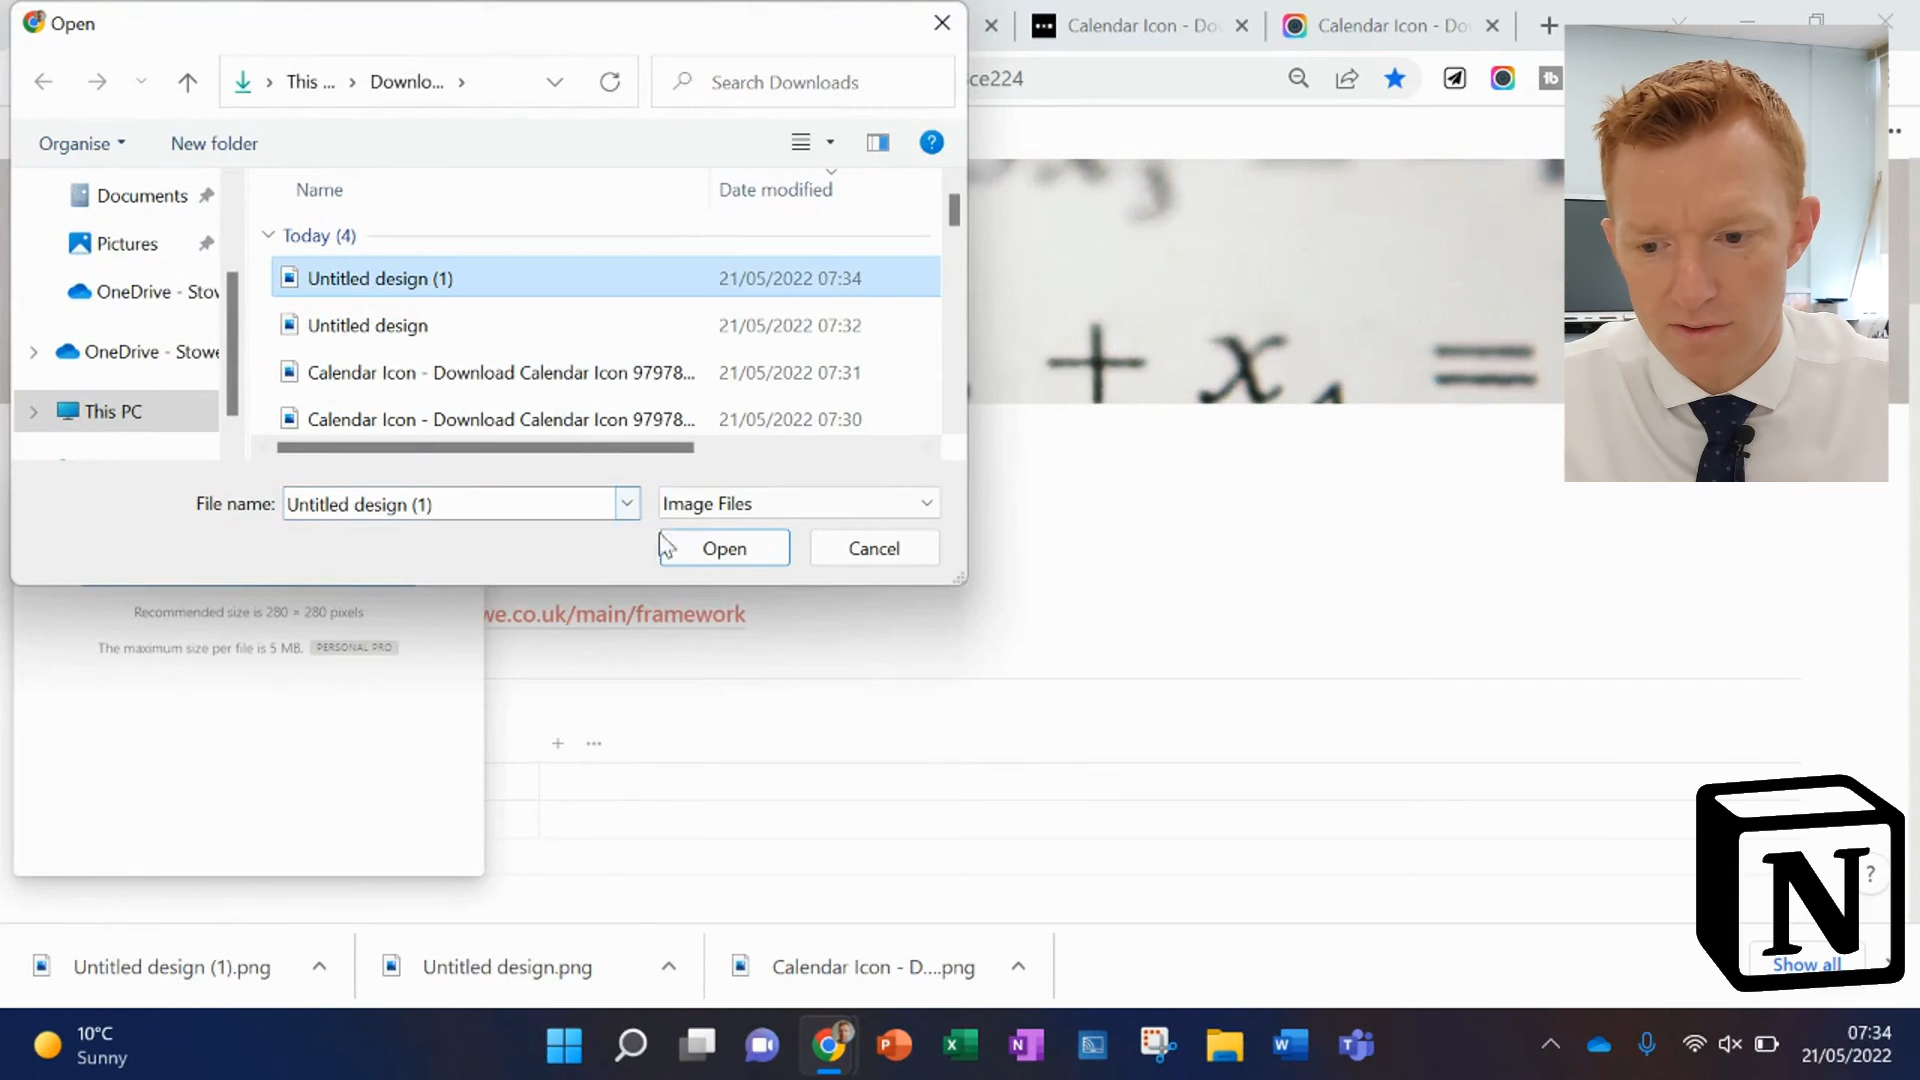 Open
Calendar Icon - Do
Calendar Icon - Do
This ...
Downlo...
Search Downloads
ce224
Organise
New folder
Documents
Pictures
OneDrive - Stov
OneDrive - Stowe
This PC
Name
Date modified
Today (4)
Untitled design (1)
21/05/2022 07:34
Untitled design
21/05/2022 07:32
Calendar Icon - Download Calendar Icon 97978...
21/05/2022 07:31
Calendar Icon - Download Calendar Icon 97978...
21/05/2022 07:30
File name:
Untitled design (1)
Image Files
Open
Cancel
+ x =
Recommended size is 280 × 280 pixels
The maximum size per file is 5 MB.
PERSONAL PRO
we.co.uk/main/framework
N
?
Untitled design (1).png
Untitled design.png
Calendar Icon - D....png
Show all
10°C
Sunny
07:34
21/05/2022